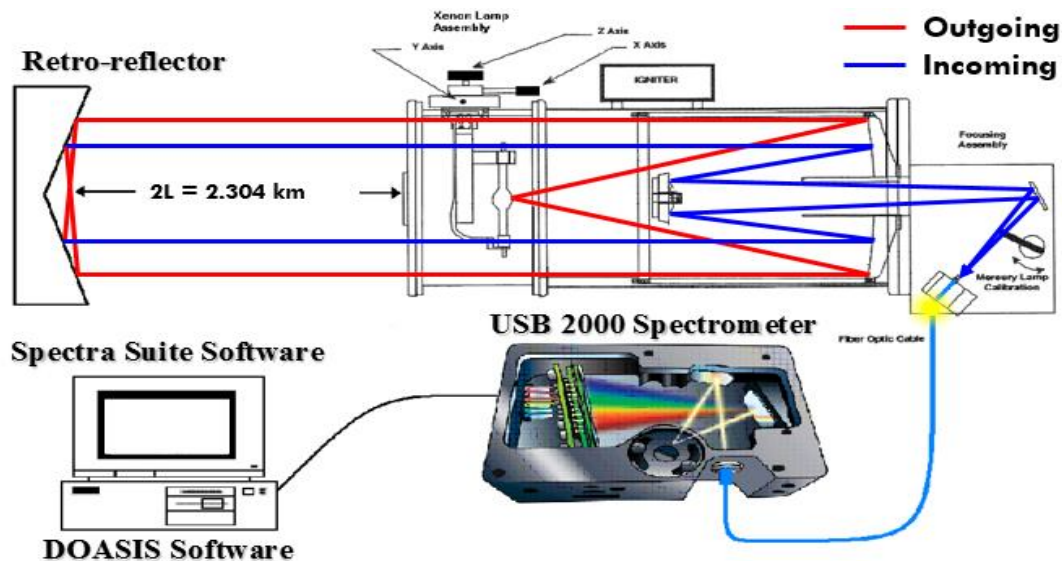 Xenon Lamp
Assembly
Z Axis
Y Axis
X Axis
Outgoing
Incoming
Retro-reflector
IGNITER
Focusing
Assembly
2L = 2.304 km
Mercury Lamp
Calibration
USB 2000 Spectrometer
Fiber Optic Cable
Spectra Suite Software
DOASIS Software